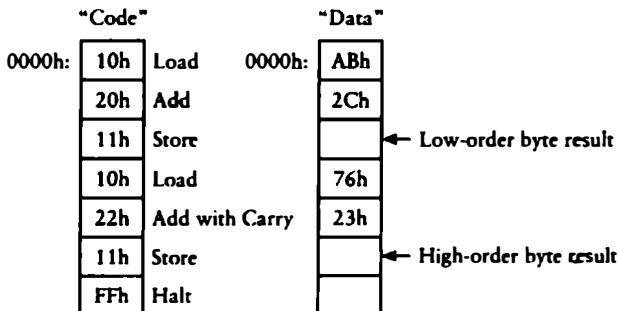 "Code" "Data"
0000h: 10h Load 0000h: ABh
20h Add 2Ch
11h Store Low-order byte result
10h Load 76h
22h Add with Carry 23h
11h Store High-order byte result
FFh Halt